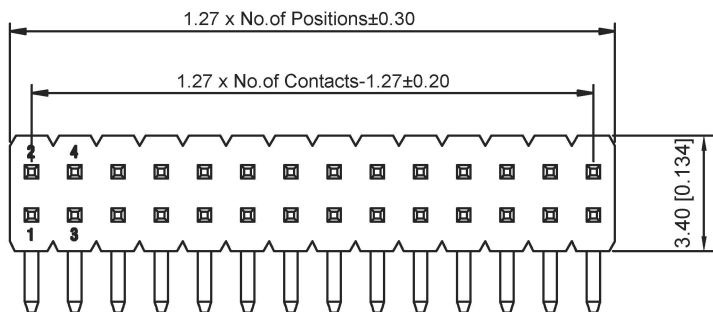 1.27 x No.of Positions±0.30
1.27 x No.of Contacts-1.27±0.20
2 4
1 3
3.40 [0.134]